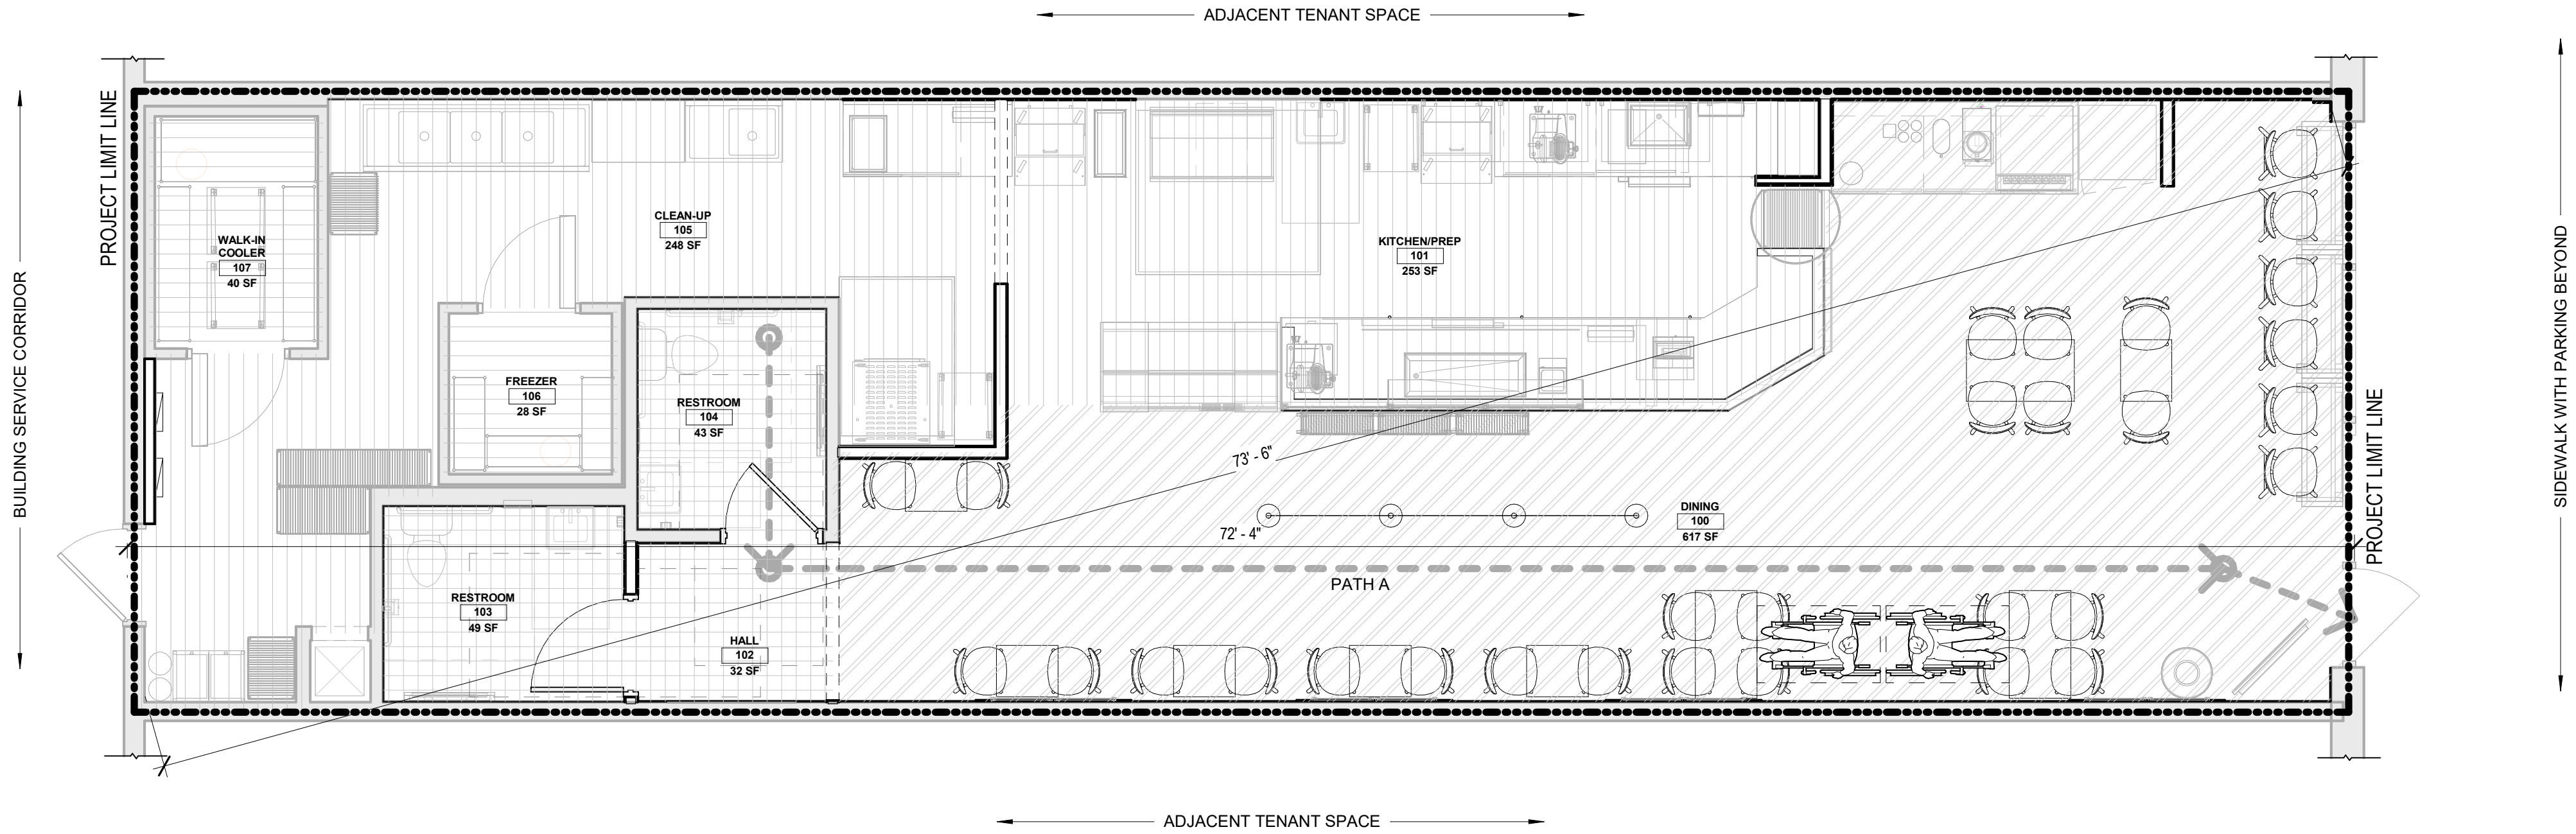 ADJACENT TENANT SPACE
PROJECT LIMIT LINE
BUILDING SERVICE CORRIDOR
WALK-IN
COOLER
107
40 SF
CLEAN-UP
105
248 SF
KITCHEN/PREP
101
253 SF
FREEZER
106
28 SF
RESTROOM
104
43 SF
73' - 6"
72' - 4"
DINING
100
617 SF
PATH A
RESTROOM
103
49 SF
HALL
102
32 SF
PROJECT LIMIT LINE
SIDEWALK WITH PARKING BEYOND
ADJACENT TENANT SPACE